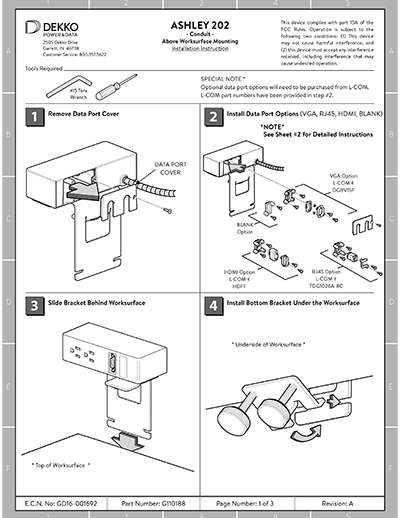 DEKKO
POWER&DATA
2505 Dekko Drive
Garrett, IN 46738
Customer Service: 800.357.5622
ASHLEY 202
- Conduit -
Above Worksurface Mounting
Installation Instruction
This device complies with part 15A of the
FCC Rules. Operation is subject to the
following two conditions: (1) This device
may not cause harmful interference, and
(2) this device must accept any interference
received, including interference that may
cause undesired operation.
Tools Required
#15 Torx
Wrench
SPECIAL NOTE *
Optional data port options will need to be purchased from L-COM.
L-COM part numbers have been provided in step #2.
1 Remove Data Port Cover
DATA PORT
COVER
2 Install Data Port Options (VGA, RJ45, HDMI, BLANK)
*NOTE*
See Sheet #2 for Detailed Instructions
VGA Option
L-COM #
DGBV15F
BLANK
Option
HDMI Option
L-COM #
HDFF
RJ45 Option
L-COM #
TDG1026A 8C
3 Slide Bracket Behind Worksurface
* Top of Worksurface *
4 Install Bottom Bracket Under the Worksurface
* Underside of Worksurface *
E.C.N. No: GD16-001692
Part Number: G110188
Page Number: 1 of 3
Revision: A